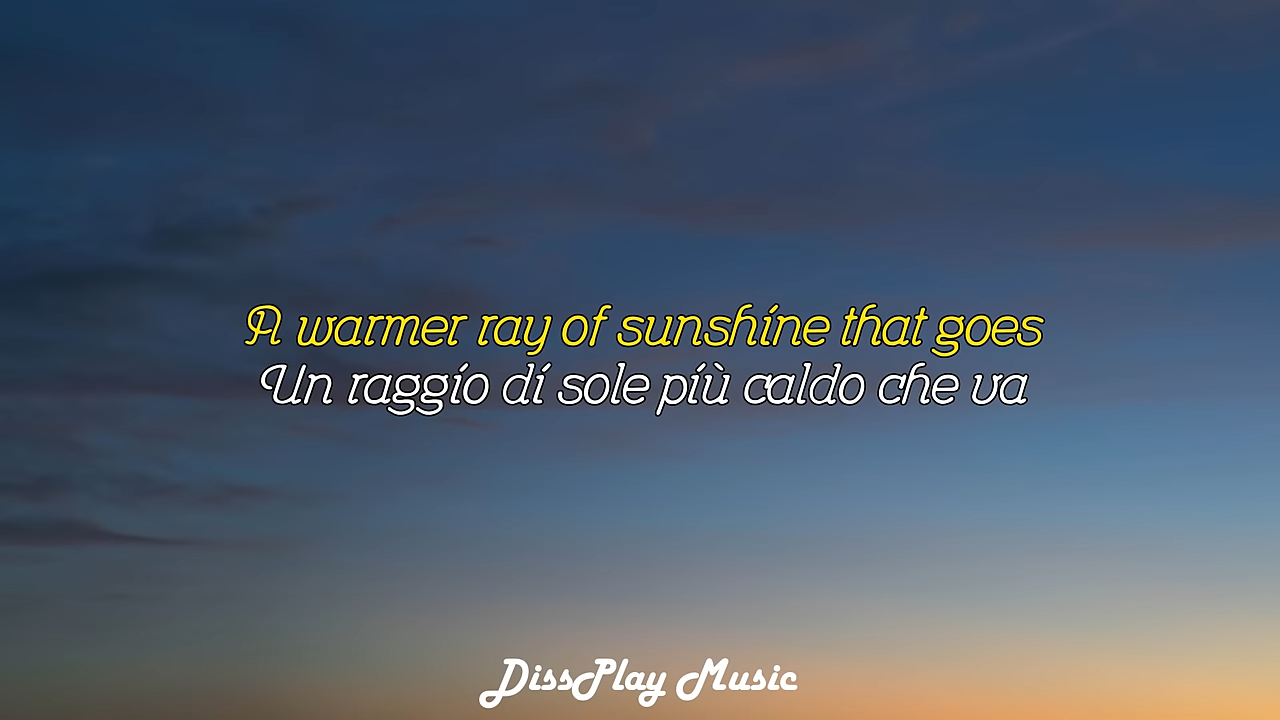 A warmer ray of sunshine that goes
Un raggio di sole più caldo che va
DissPlay Music